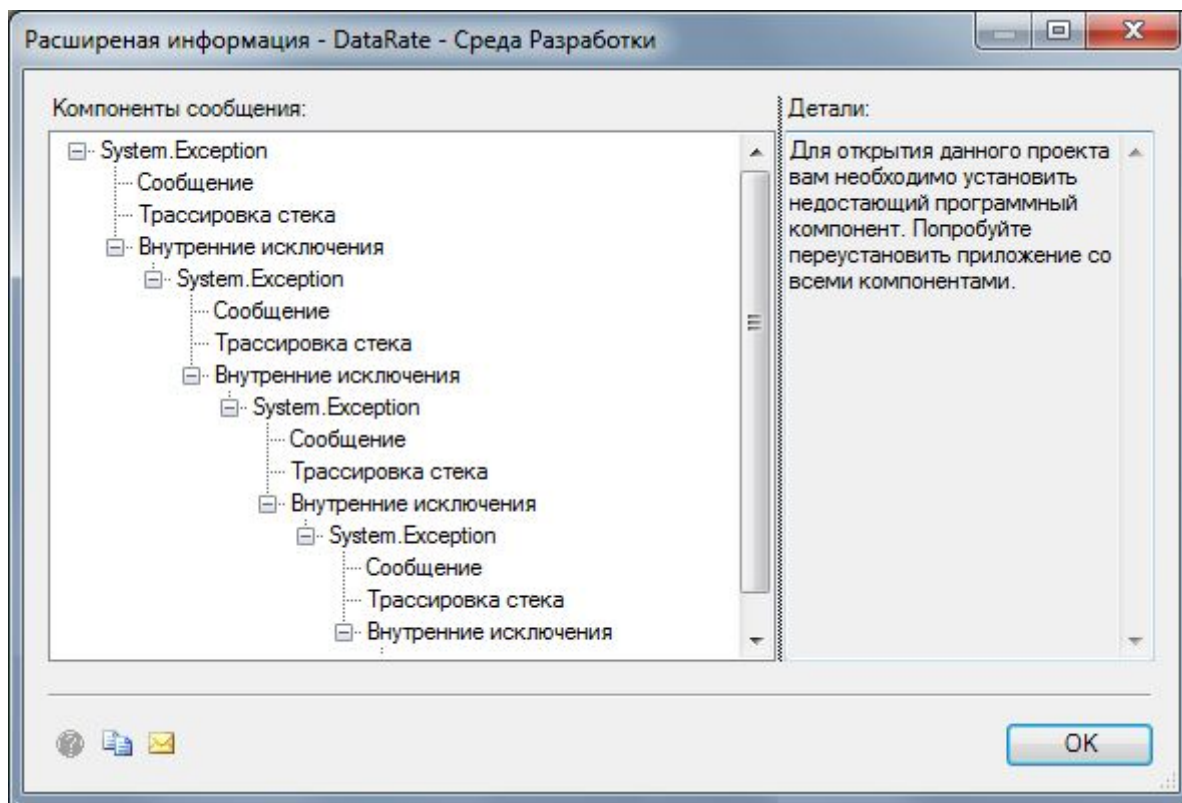 Расширеная информация - DataRate - Среда Разработки
Компоненты сообщения:
System.Exception
Сообщение
Трассировка стека
Внутренние исключения
System.Exception
Сообщение
Трассировка стека
Внутренние исключения
System.Exception
Сообщение
Трассировка стека
Внутренние исключения
System.Exception
Сообщение
Трассировка стека
Внутренние исключения
Детали:
Для открытия данного проекта
вам необходимо установить
недостающий программный
компонент. Попробуйте
переустановить приложение со
всеми компонентами.
OK